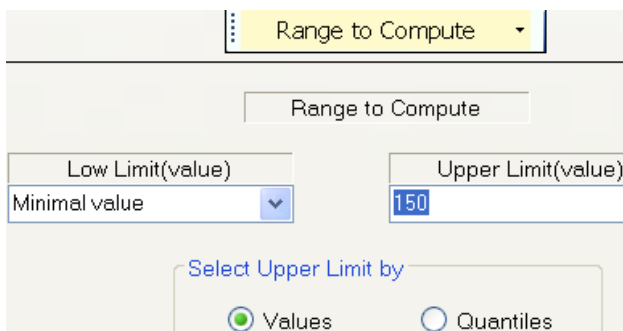 Range to Compute
Range to Compute
Low Limit(value)
Upper Limit(value)
Minimal value
150
Select Upper Limit by
Values
Quantiles